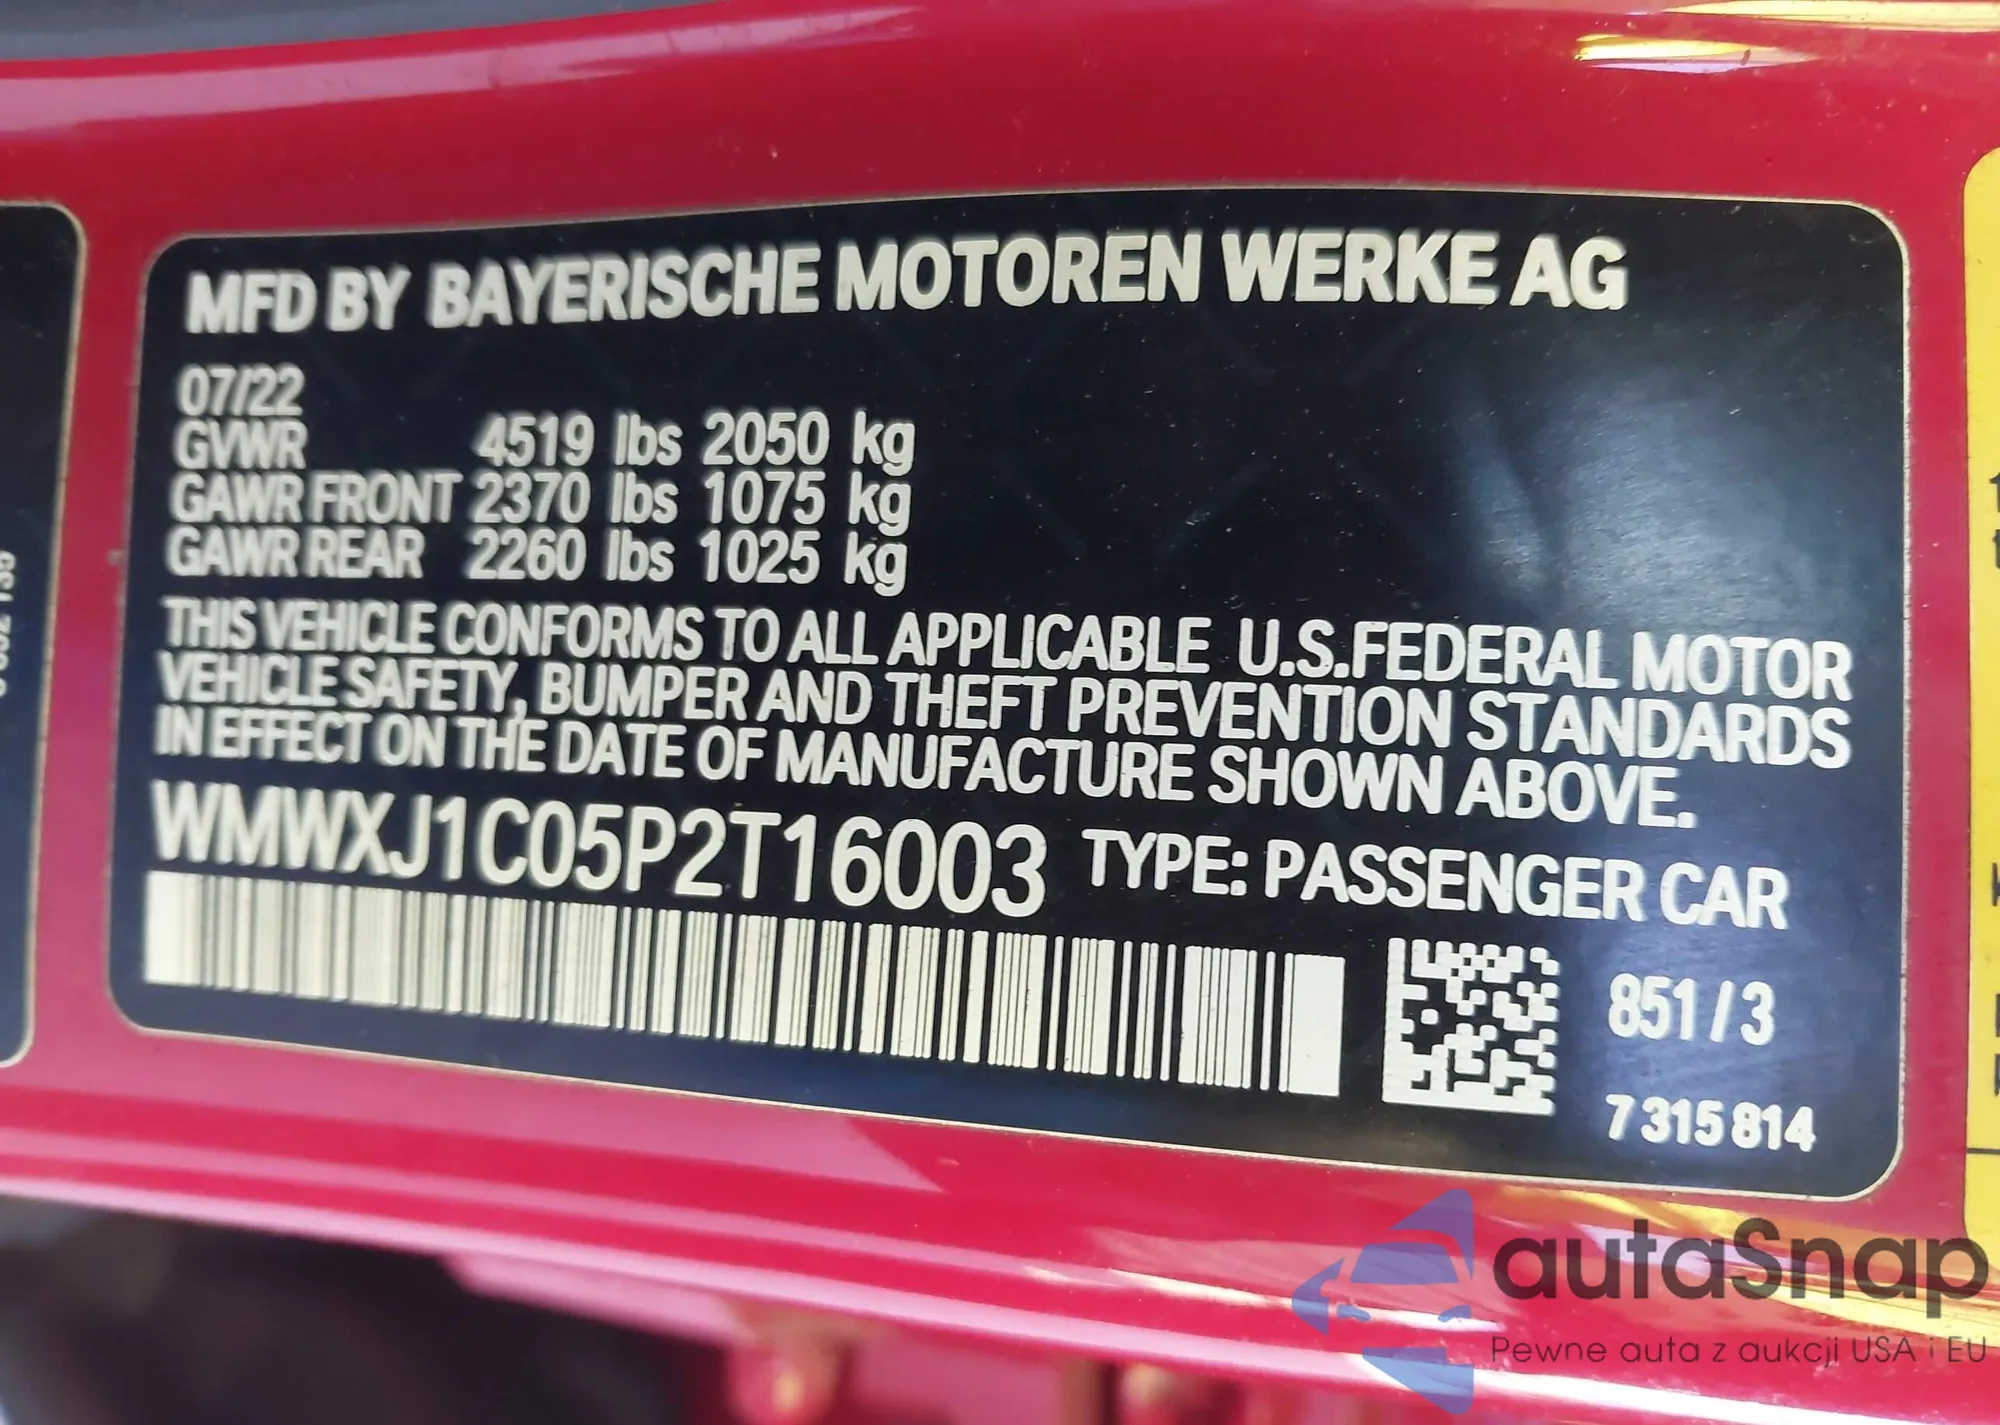 MFD BY BAYERISCHE MOTOREN WERKE AG
07/22
GVWR 4519 lbs 2050 kg
GAWR FRONT 2370 lbs 1075 kg
GAWR REAR 2260 lbs 1025 kg
THIS VEHICLE CONFORMS TO ALL APPLICABLE U.S.FEDERAL MOTOR
VEHICLE SAFETY, BUMPER AND THEFT PREVENTION STANDARDS
IN EFFECT ON THE DATE OF MANUFACTURE SHOWN ABOVE.
WMWXJ1C05P2T16003 TYPE: PASSENGER CAR
851/3
7 315 814
autaSnap
Pewne auta z aukcji USA i EU